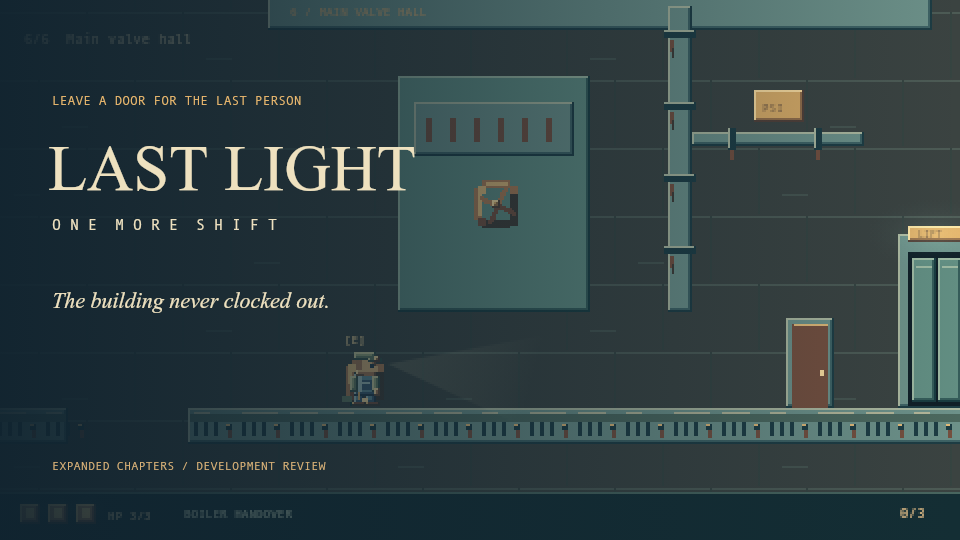 6 / MAIN VALVE HALL
6/6 Main valve hall
LEAVE A DOOR FOR THE LAST PERSON
PSI
LAST LIGHT
ONE MORE SHIFT
LIFT
The building never clocked out.
[E]
EXPANDED CHAPTERS / DEVELOPMENT REVIEW
HP 3/3
BOILER HANDOVER
0/3